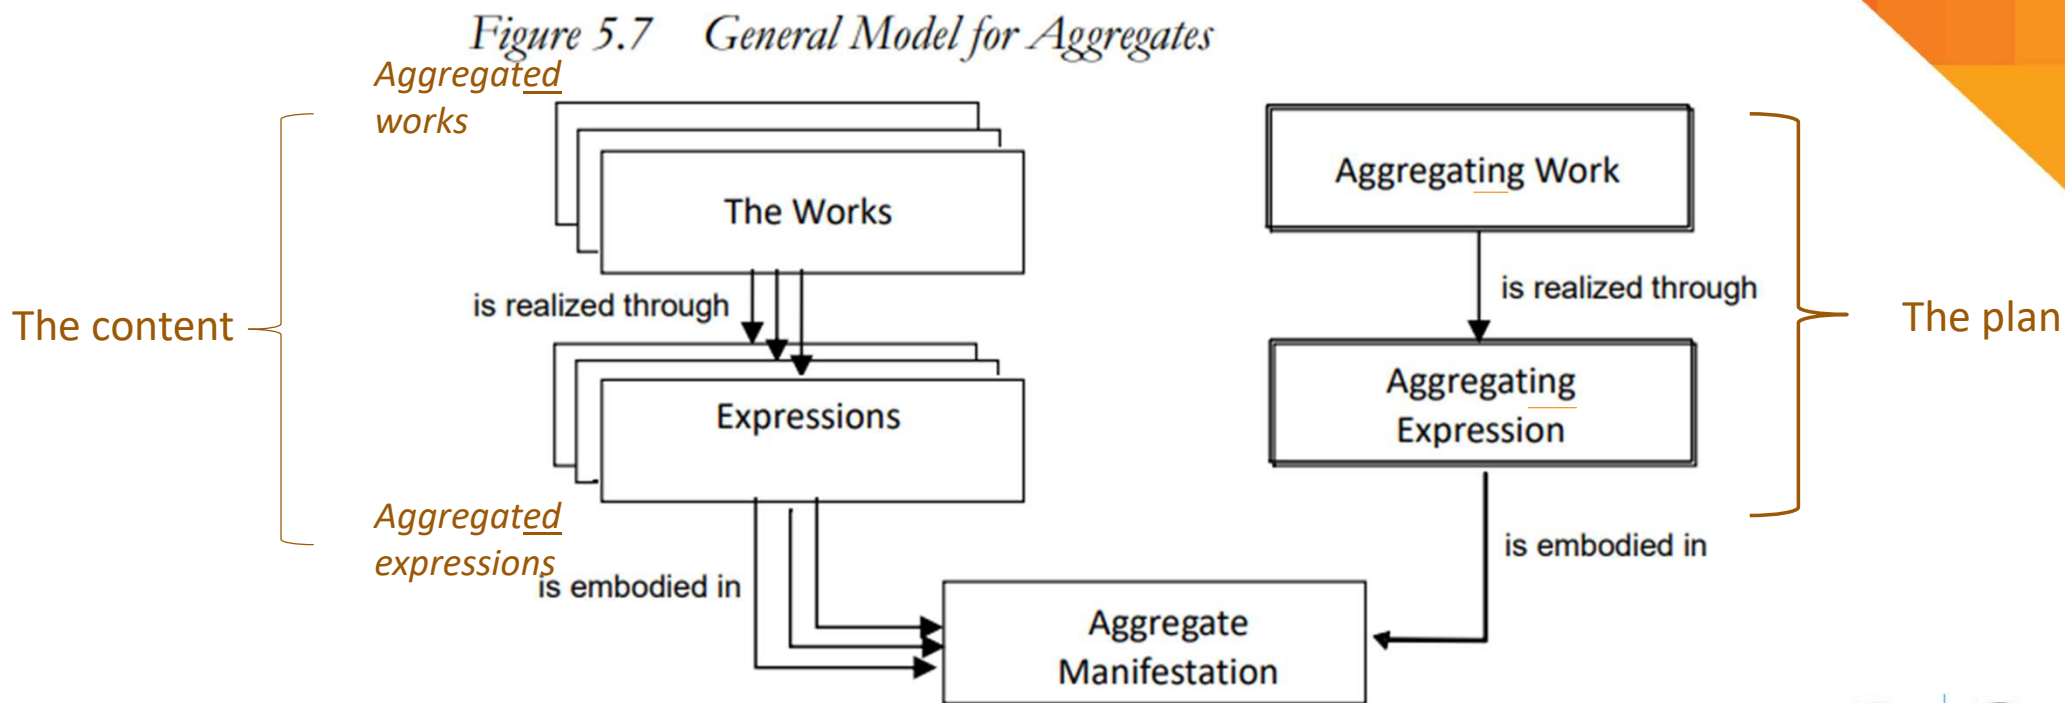 Figure 5.7 General Model for Aggregates
Aggregated
works
The Works
Aggregating Work
is realized through
is realized through
The content
The plan
Expressions
Aggregating
Expression
Aggregated
expressions
is embodied in
is embodied in
Aggregate
Manifestation